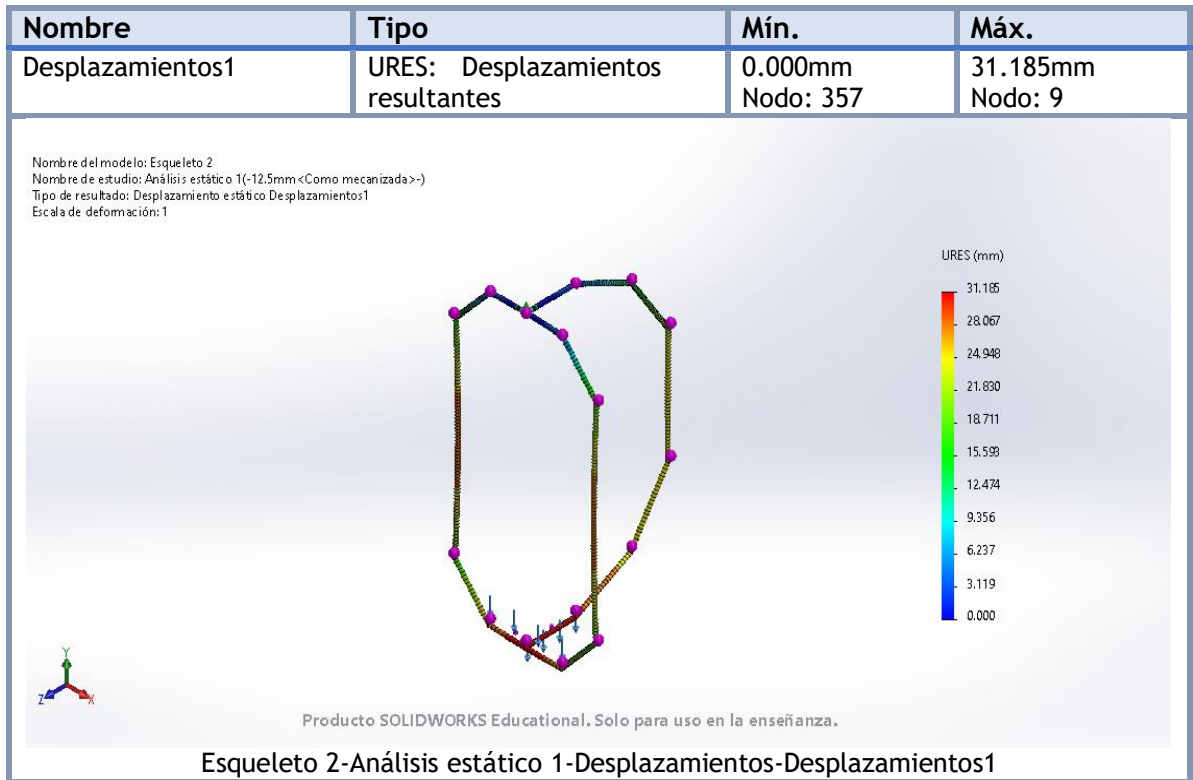 Nombre Tipo Mín. Máx.
Desplazamientos1 URES: Desplazamientos resultantes 0.000mm Nodo: 357 31.185mm Nodo: 9
Nombre del modelo: Esqueleto 2
Nombre de estudio: Análisis estático 1(-12.5mm<Como mecanizada>-)
Tipo de resultado: Desplazamiento estático Desplazamientos1
Escala de deformación: 1
URES (mm)
31.185
28.067
24.948
21.830
18.711
15.593
12.474
9.356
6.237
3.119
0.000
Y
Z X
Producto SOLIDWORKS Educational. Solo para uso en la enseñanza.
Esqueleto 2-Análisis estático 1-Desplazamientos-Desplazamientos1